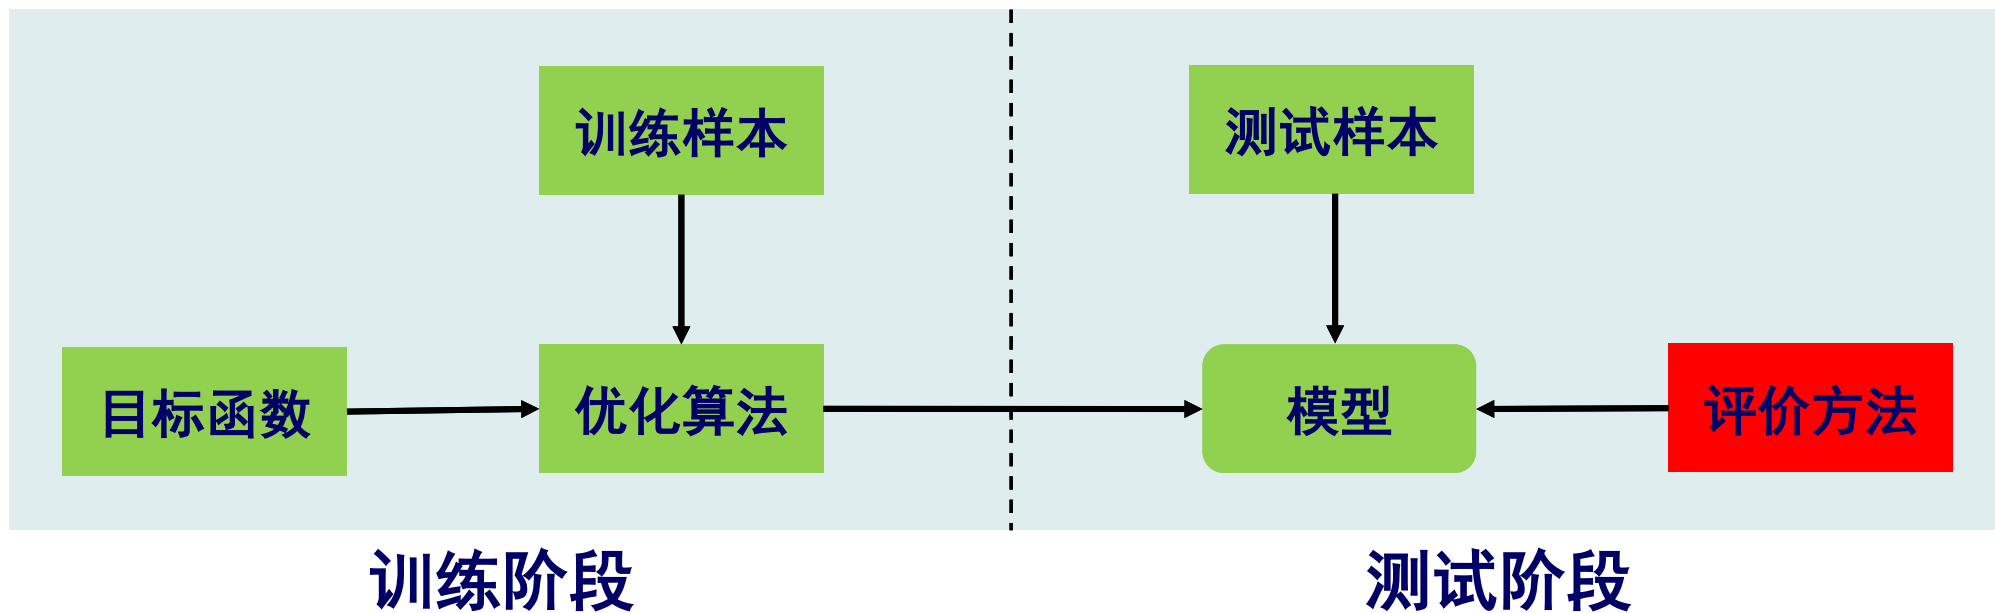 训练样本
测试样本
目标函数
优化算法
模型
评价方法
训练阶段
测试阶段